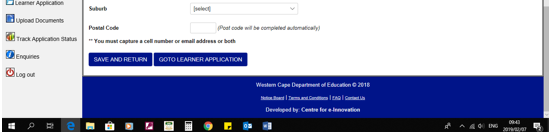 Learner Application
Suburb
[select]
Upload Documents
Postal Code
(Post code will be completed automatically)
Track Application Status
** You must capture a cell number or email address or both
Enquiries
SAVE AND RETURN
GOTO LEARNER APPLICATION
Log out
Western Cape Department of Education © 2018
Notice Board | Terms and Conditions | FAQ | Contact Us
Developed by: Centre for e-Innovation
ENG
09:43
2019/02/07